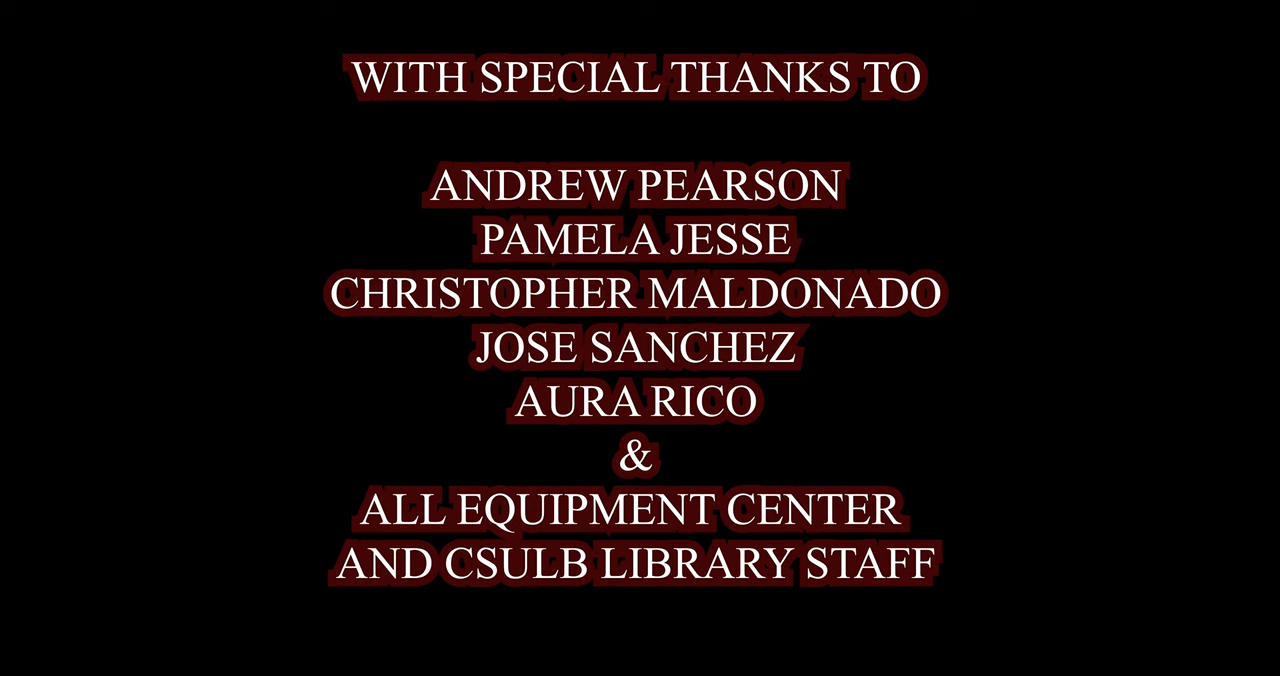 WITH SPECIAL THANKS TO
ANDREW PEARSON
PAMELA JESSE
CHRISTOPHER MALDONADO
JOSE SANCHEZ
AURA RICO
&
ALL EQUIPMENT CENTER
AND CSULB LIBRARY STAFF